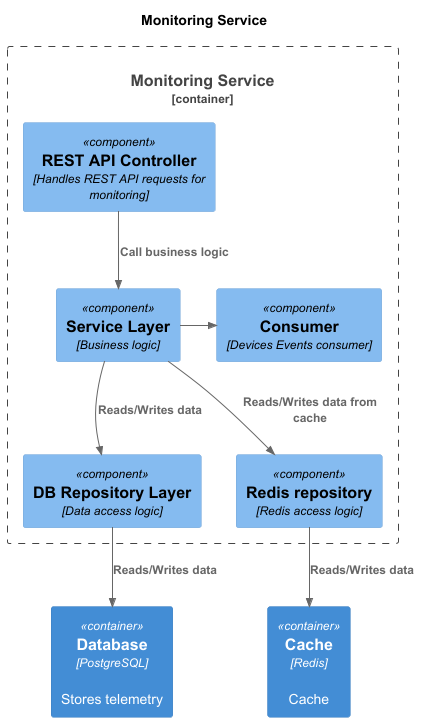 Monitoring Service
Monitoring Service
[container]
«component»
REST API Controller
[Handles REST API requests for
monitoring]
Call business logic
«component»
Service Layer
[Business logic]
«component»
Consumer
[Devices Events consumer]
Reads/Writes data
Reads/Writes data from
cache
«component»
DB Repository Layer
[Data access logic]
«component»
Redis repository
[Redis access logic]
Reads/Writes data
Reads/Writes data
«container»
Database
[PostgreSQL]
Stores telemetry
«container»
Cache
[Redis]
Cache